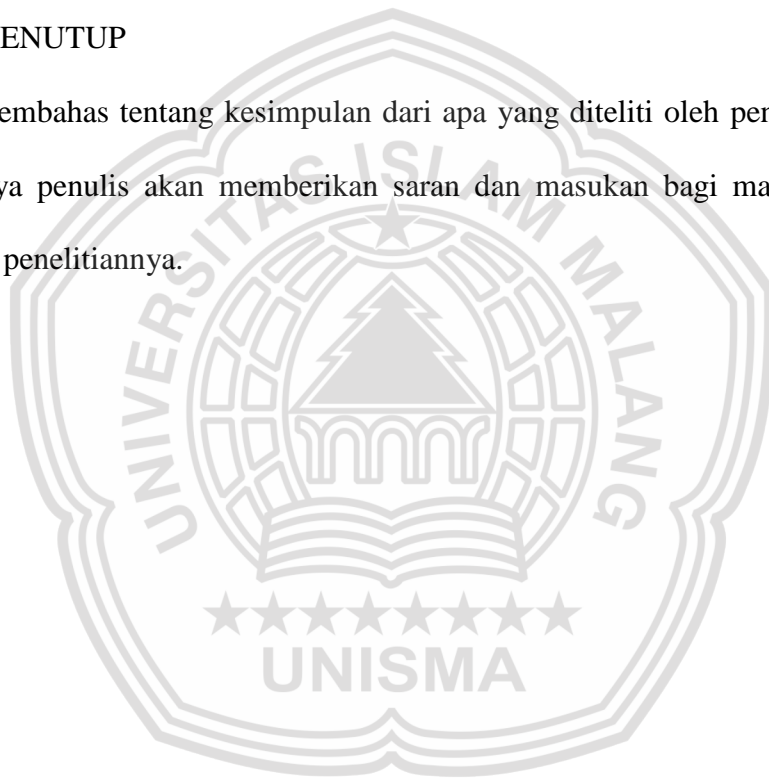 ENUTUP
embahas tentang kesimpulan dari apa yang diteliti oleh pen
ya penulis akan memberikan saran dan masukan bagi ma
penelitiannya.
UNIVERSITAS ISLAM MALANG
UNISMA